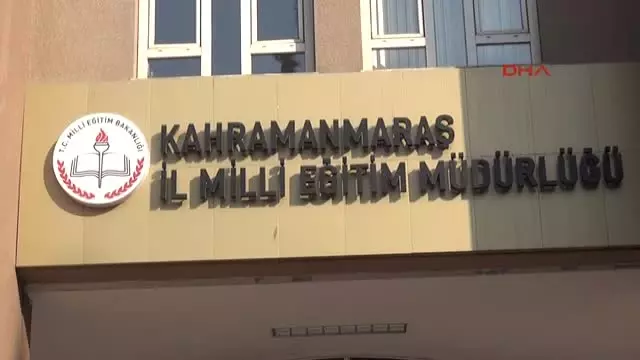 DHA
T.C. MİLLİ EĞİTİM BAKANLIĞI
KAHRAMANMARAŞ
İL MİLLİ EĞİTİM MÜDÜRLÜĞÜ